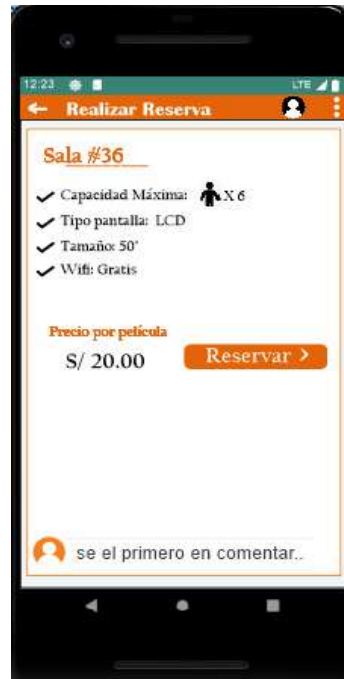 12:23 LTE
Realizar Reserva
Sala #36
Capacidad Máxima: X 6
Tipo pantalla: LCD
Tamaño: 50"
Wifi: Gratis
Precio por película
S/ 20.00 Reservar >
se el primero en comentar..